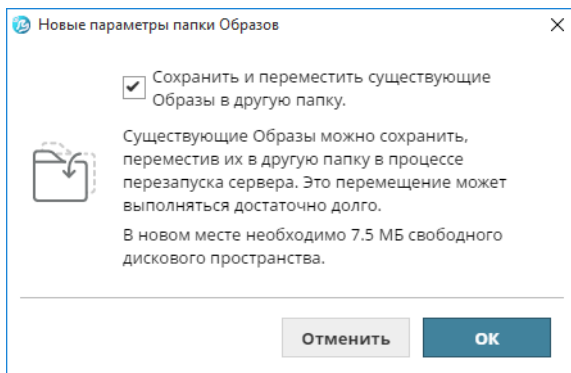 Новые параметры папки Образов
Сохранить и переместить существующие
Образы в другую папку.
Существующие Образы можно сохранить,
переместив их в другую папку в процессе
перезапуска сервера. Это перемещение может
выполняться достаточно долго.
В новом месте необходимо 7.5 МБ свободного
дискового пространства.
Отменить
ОК